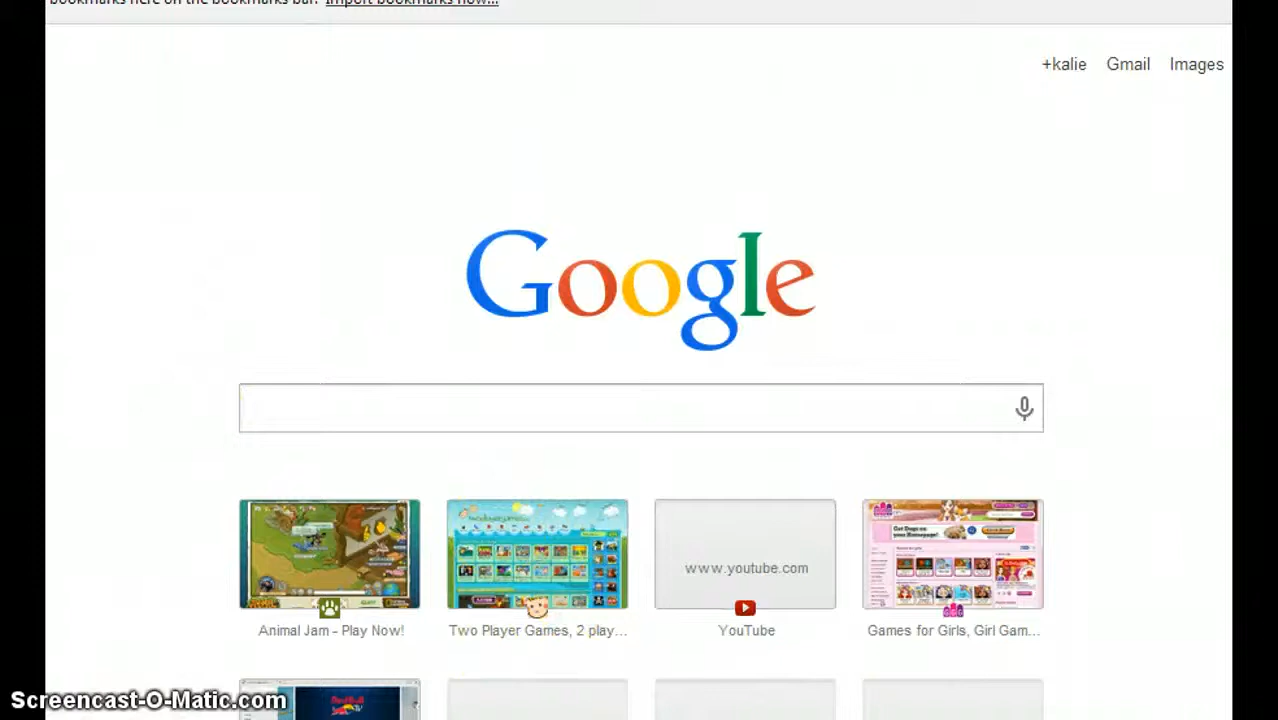 bookmarks here on the bookmarks bar. Import bookmarks now...
+kalie Gmail Images
Google
www.youtube.com
Animal Jam - Play Now! Two Player Games, 2 play... YouTube Games for Girls, Girl Gam...
Screencast-O-Matic.com